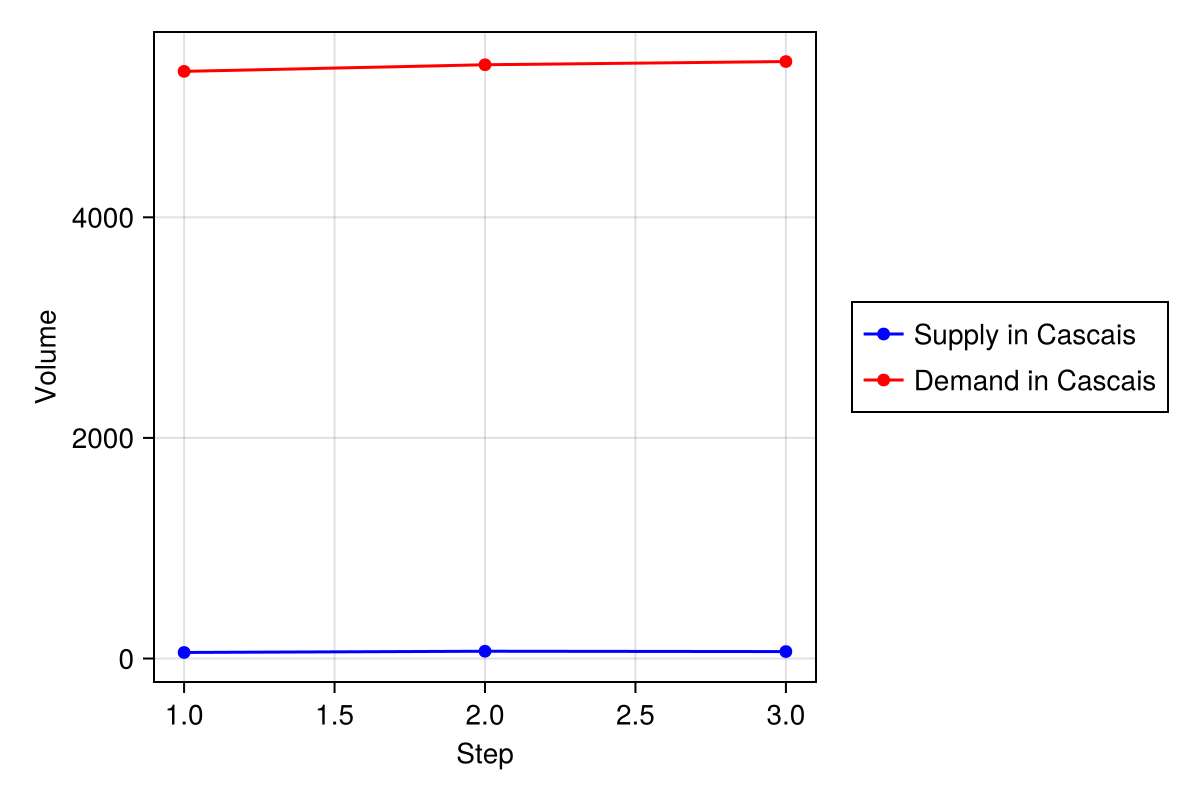 4000
2000
0
Volume
1.0 1.5 2.0 2.5 3.0
Step
Supply in Cascais
Demand in Cascais